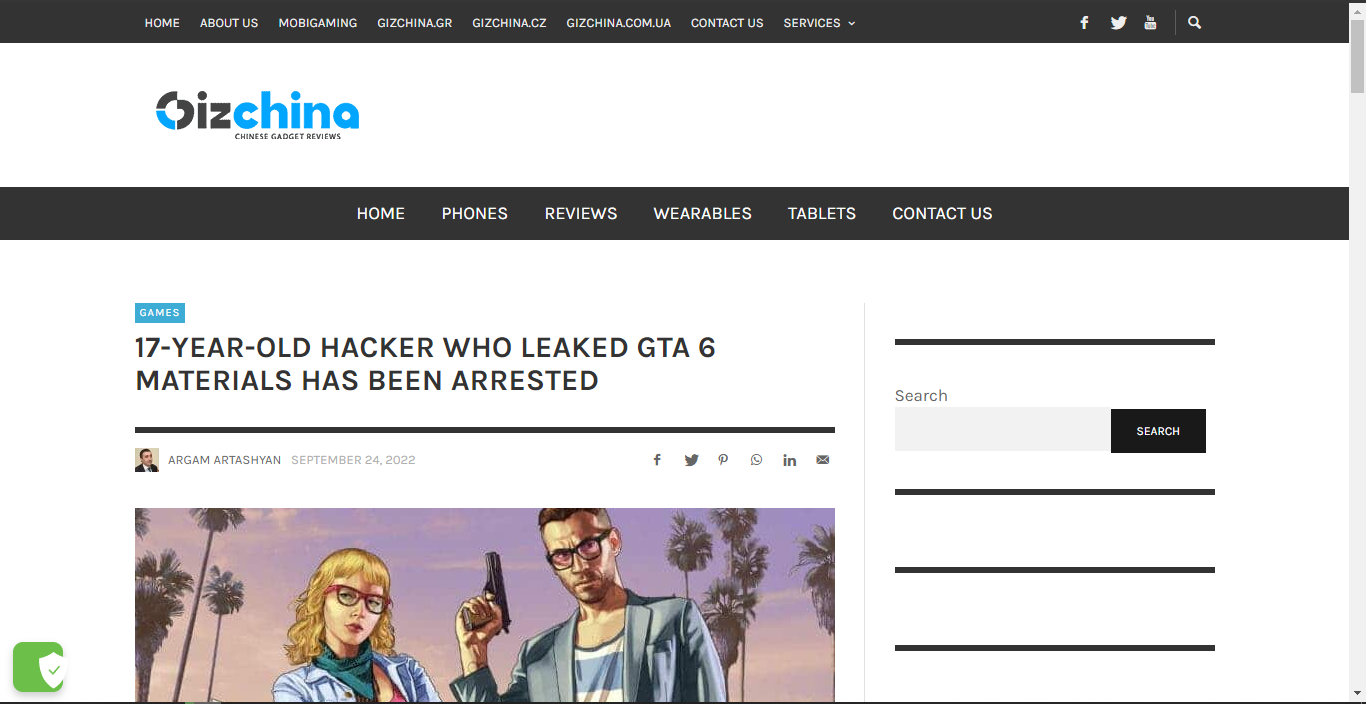 HOME ABOUT US MOBIGAMING GIZCHINA.GR GIZCHINA.CZ GIZCHINA.COM.UA CONTACT US SERVICES
Gizchina
CHINESE GADGET REVIEWS
HOME PHONES REVIEWS WEARABLES TABLETS CONTACT US
GAMES
17-YEAR-OLD HACKER WHO LEAKED GTA 6
MATERIALS HAS BEEN ARRESTED
ARGAM ARTASHYAN SEPTEMBER 24, 2022
Search
SEARCH